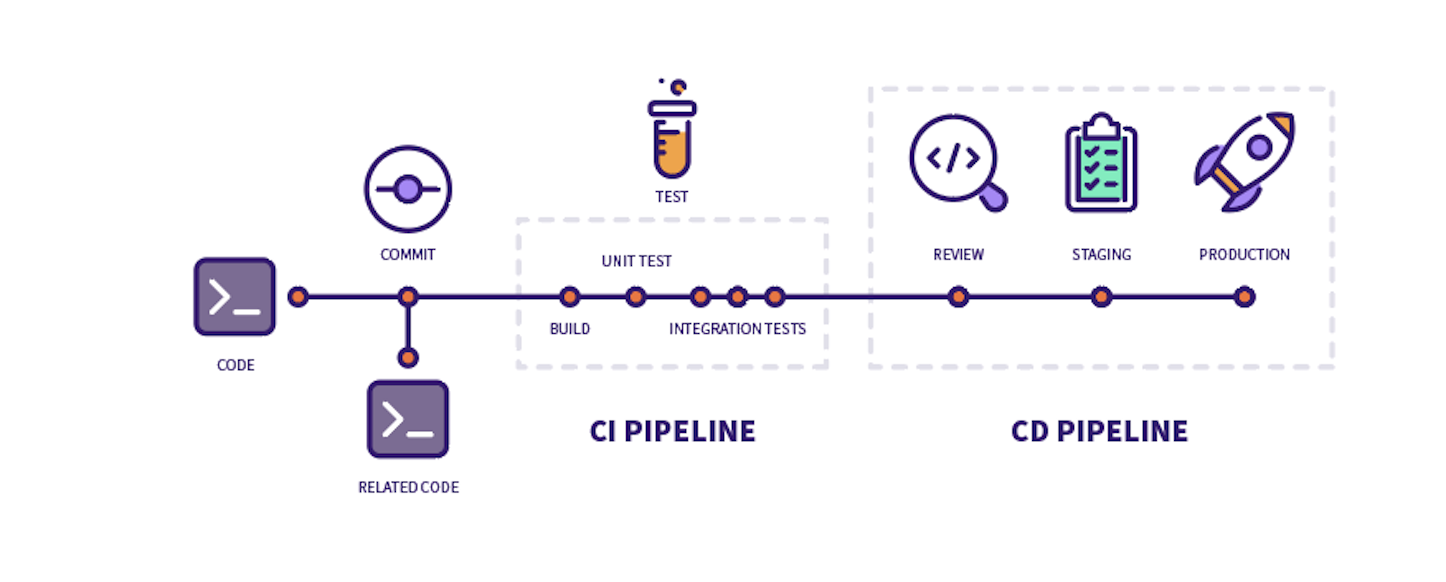 TEST
COMMIT
REVIEW
STAGING
PRODUCTION
UNIT TEST
BUILD
INTEGRATION TESTS
CODE
CI PIPELINE
CD PIPELINE
RELATED CODE